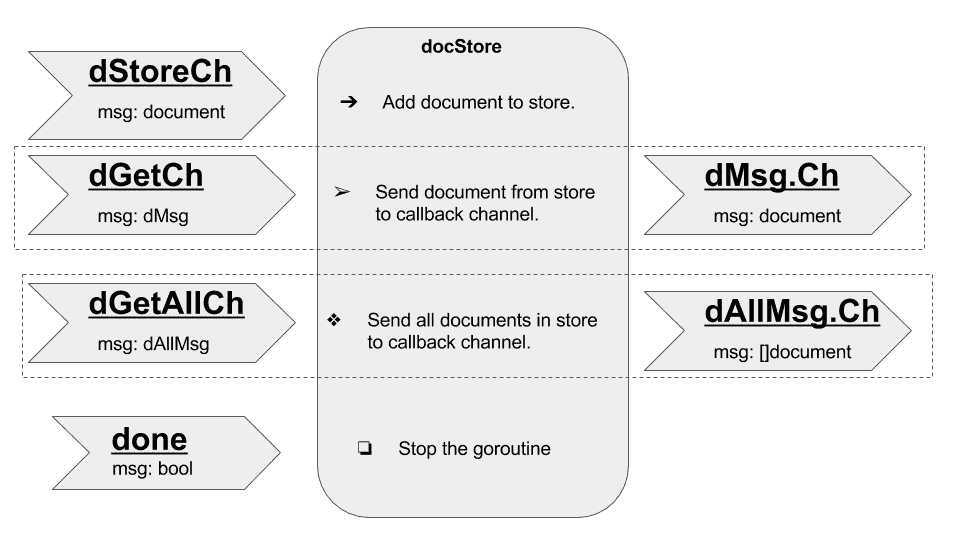 docStore
dStoreCh
msg: document
➔ Add document to store.
dGetCh
msg: dMsg
➢ Send document from store
to callback channel.
dMsg.Ch
msg: document
dGetAllCh
msg: dAllMsg
❖ Send all documents in store
to callback channel.
dAllMsg.Ch
msg: []document
done
msg: bool
❏ Stop the goroutine